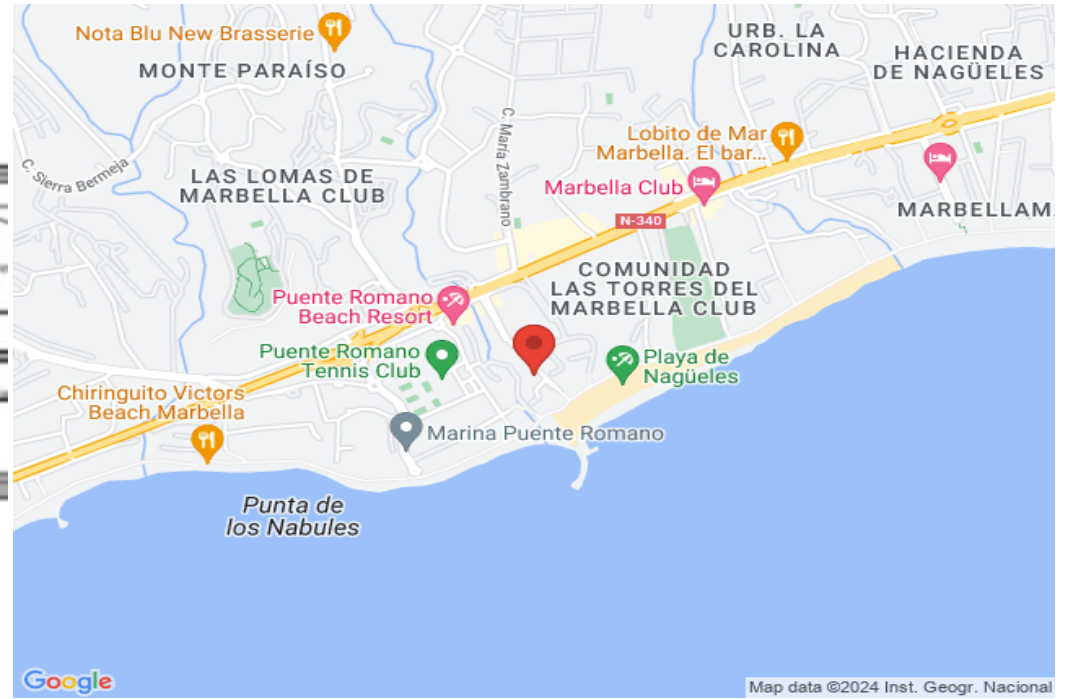 Nota Blu New Brasserie
MONTE PARAÍSO
URB. LA
CAROLINA
HACIENDA
DE NAGÜELES
C. María Zambrano
Lobito de Mar
Marbella. El bar...
C. Sierra Bermeja
LAS LOMAS DE
MARBELLA CLUB
Marbella Club
N-340
MARBELLAM
COMUNIDAD
LAS TORRES DEL
MARBELLA CLUB
Puente Romano
Beach Resort
Puente Romano
Tennis Club
Playa de
Nagüeles
Chiringuito Victors
Beach Marbella
Marina Puente Romano
Punta de
los Nabules
Google
Map data ©2024 Inst. Geogr. Nacional